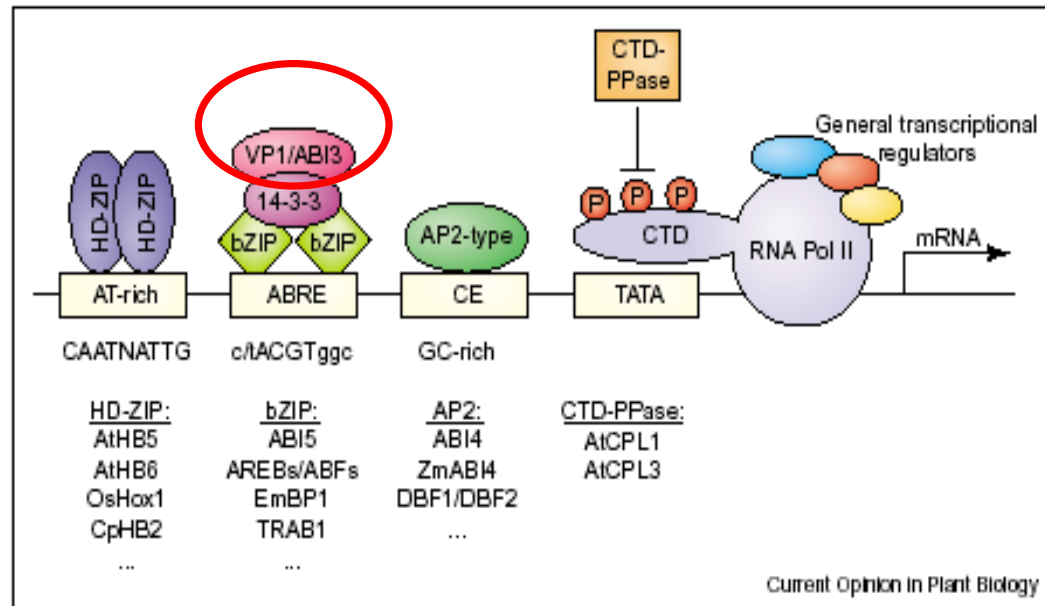 CTD-
PPase
General transcriptional
regulators
VP1/ABI3
HD-ZIP
HD-ZIP
14-3-3
P
P
P
bZIP
bZIP
AP2-type
CTD
RNA Pol II
mRNA
AT-rich
ABRE
CE
TATA
CAATNATTG
c/tACGTggc
GC-rich
HD-ZIP:
bZIP:
AP2:
CTD-PPase:
AtHB5
ABI5
ABI4
AtCPL1
AtHB6
AREBs/ABFs
ZmABI4
AtCPL3
OsHox1
EmBP1
DBF1/DBF2
CpHB2
TRAB1
...
...
...
Current Opinion in Plant Biology